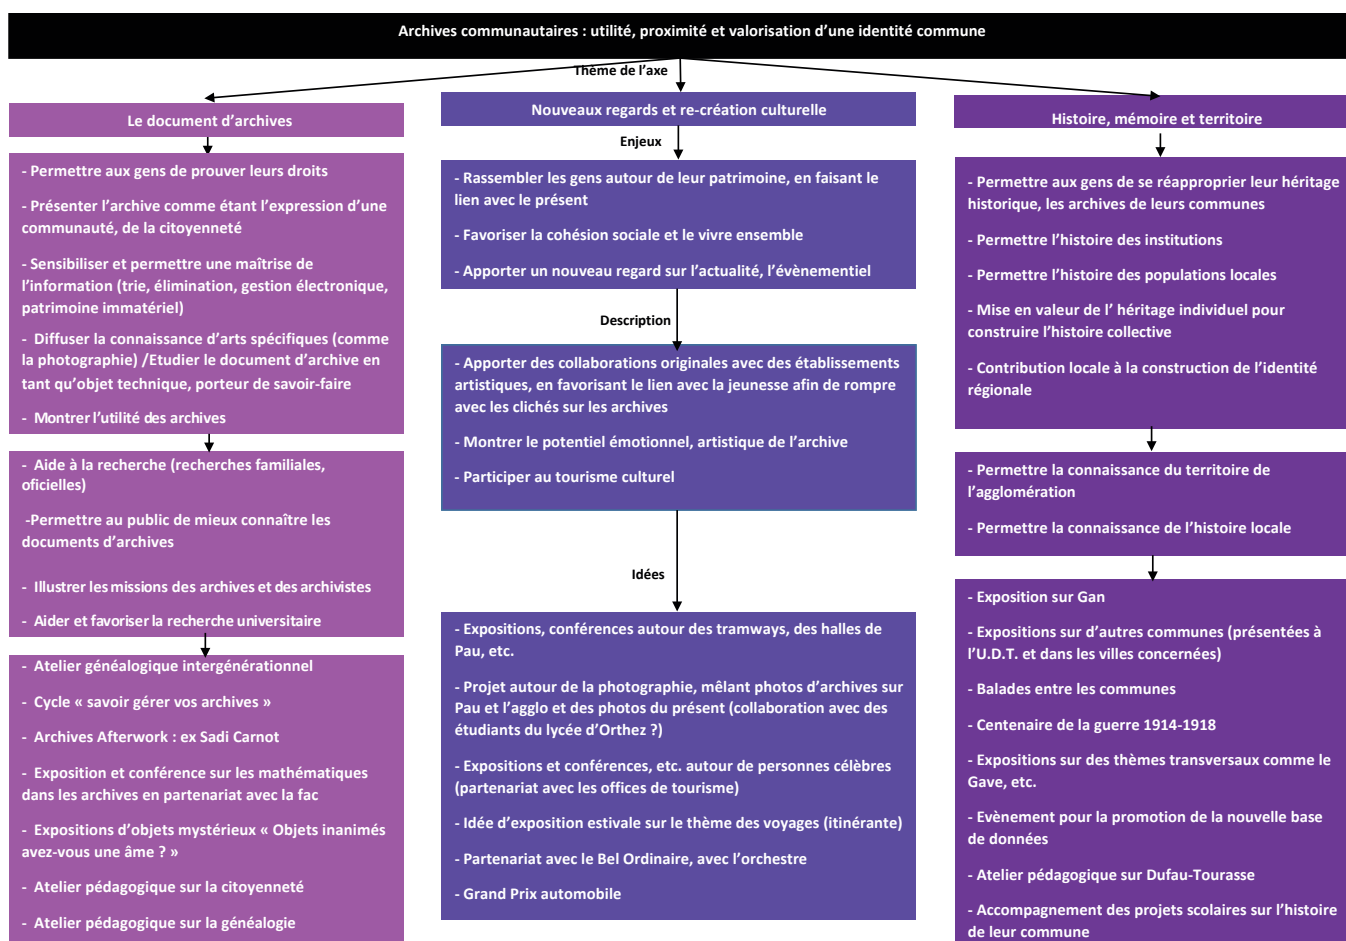 Archives communautaires : utilité, proximité et valorisation d’une identité commune
Thème de l’axe
Le document d’archives
- Permettre aux gens de prouver leurs droits
- Présenter l’archive comme étant l’expression d’une
communauté, de la citoyenneté
- Sensibiliser et permettre une maîtrise de
l’information (trie, élimination, gestion électronique,
patrimoine immatériel)
- Diffuser la connaissance d’arts spécifiques (comme
la photographie) /Etudier le document d’archive en
tant qu’objet technique, porteur de savoir-faire
- Montrer l’utilité des archives
- Aide à la recherche (recherches familiales,
oficielles)
-Permettre au public de mieux connaître les
documents d’archives
- Illustrer les missions des archives et des archivistes
- Aider et favoriser la recherche universitaire
- Atelier généalogique intergénérationnel
- Cycle « savoir gérer vos archives »
- Archives Afterwork : ex Sadi Carnot
- Exposition et conférence sur les mathématiques
dans les archives en partenariat avec la fac
- Expositions d’objets mystérieux « Objets inanimés
avez-vous une âme ? »
- Atelier pédagogique sur la citoyenneté
- Atelier pédagogique sur la généalogie
Nouveaux regards et re-création culturelle
Enjeux
- Rassembler les gens autour de leur patrimoine, en faisant le
lien avec le présent
- Favoriser la cohésion sociale et le vivre ensemble
- Apporter un nouveau regard sur l’actualité, l’évènementiel
Description
- Apporter des collaborations originales avec des établissements
artistiques, en favorisant le lien avec la jeunesse afin de rompre
avec les clichés sur les archives
- Montrer le potentiel émotionnel, artistique de l’archive
- Participer au tourisme culturel
Idées
- Expositions, conférences autour des tramways, des halles de
Pau, etc.
- Projet autour de la photographie, mêlant photos d’archives sur
Pau et l’agglo et des photos du présent (collaboration avec des
étudiants du lycée d’Orthez ?)
- Expositions et conférences, etc. autour de personnes célèbres
(partenariat avec les offices de tourisme)
- Idée d’exposition estivale sur le thème des voyages (itinérante)
- Partenariat avec le Bel Ordinaire, avec l’orchestre
- Grand Prix automobile
Histoire, mémoire et territoire
- Permettre aux gens de se réapproprier leur héritage
historique, les archives de leurs communes
- Permettre l’histoire des institutions
- Permettre l’histoire des populations locales
- Mise en valeur de l’ héritage individuel pour
construire l’histoire collective
- Contribution locale à la construction de l’identité
régionale
- Permettre la connaissance du territoire de
l’agglomération
- Permettre la connaissance de l’histoire locale
- Exposition sur Gan
- Expositions sur d’autres communes (présentées à
l’U.D.T. et dans les villes concernées)
- Balades entre les communes
- Centenaire de la guerre 1914-1918
- Expositions sur des thèmes transversaux comme le
Gave, etc.
- Evènement pour la promotion de la nouvelle base
de données
- Atelier pédagogique sur Dufau-Tourasse
- Accompagnement des projets scolaires sur l’histoire
de leur commune